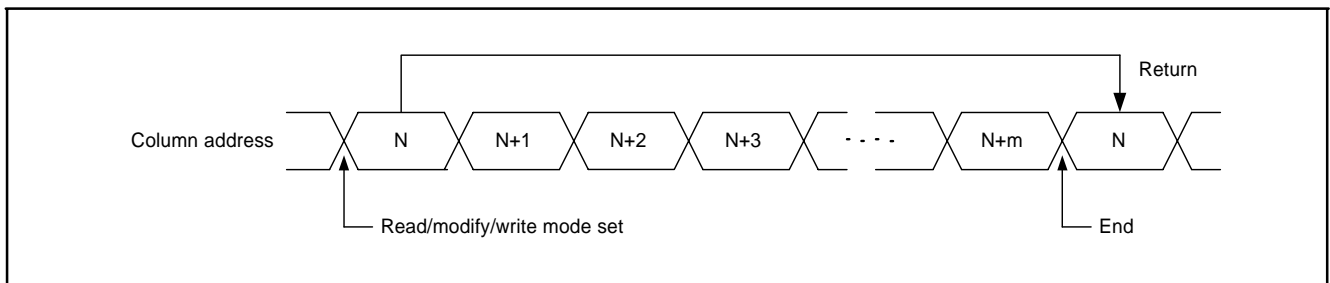 Return
Column address N N+1 N+2 N+3 · · · · N+m N
Read/modify/write mode set End